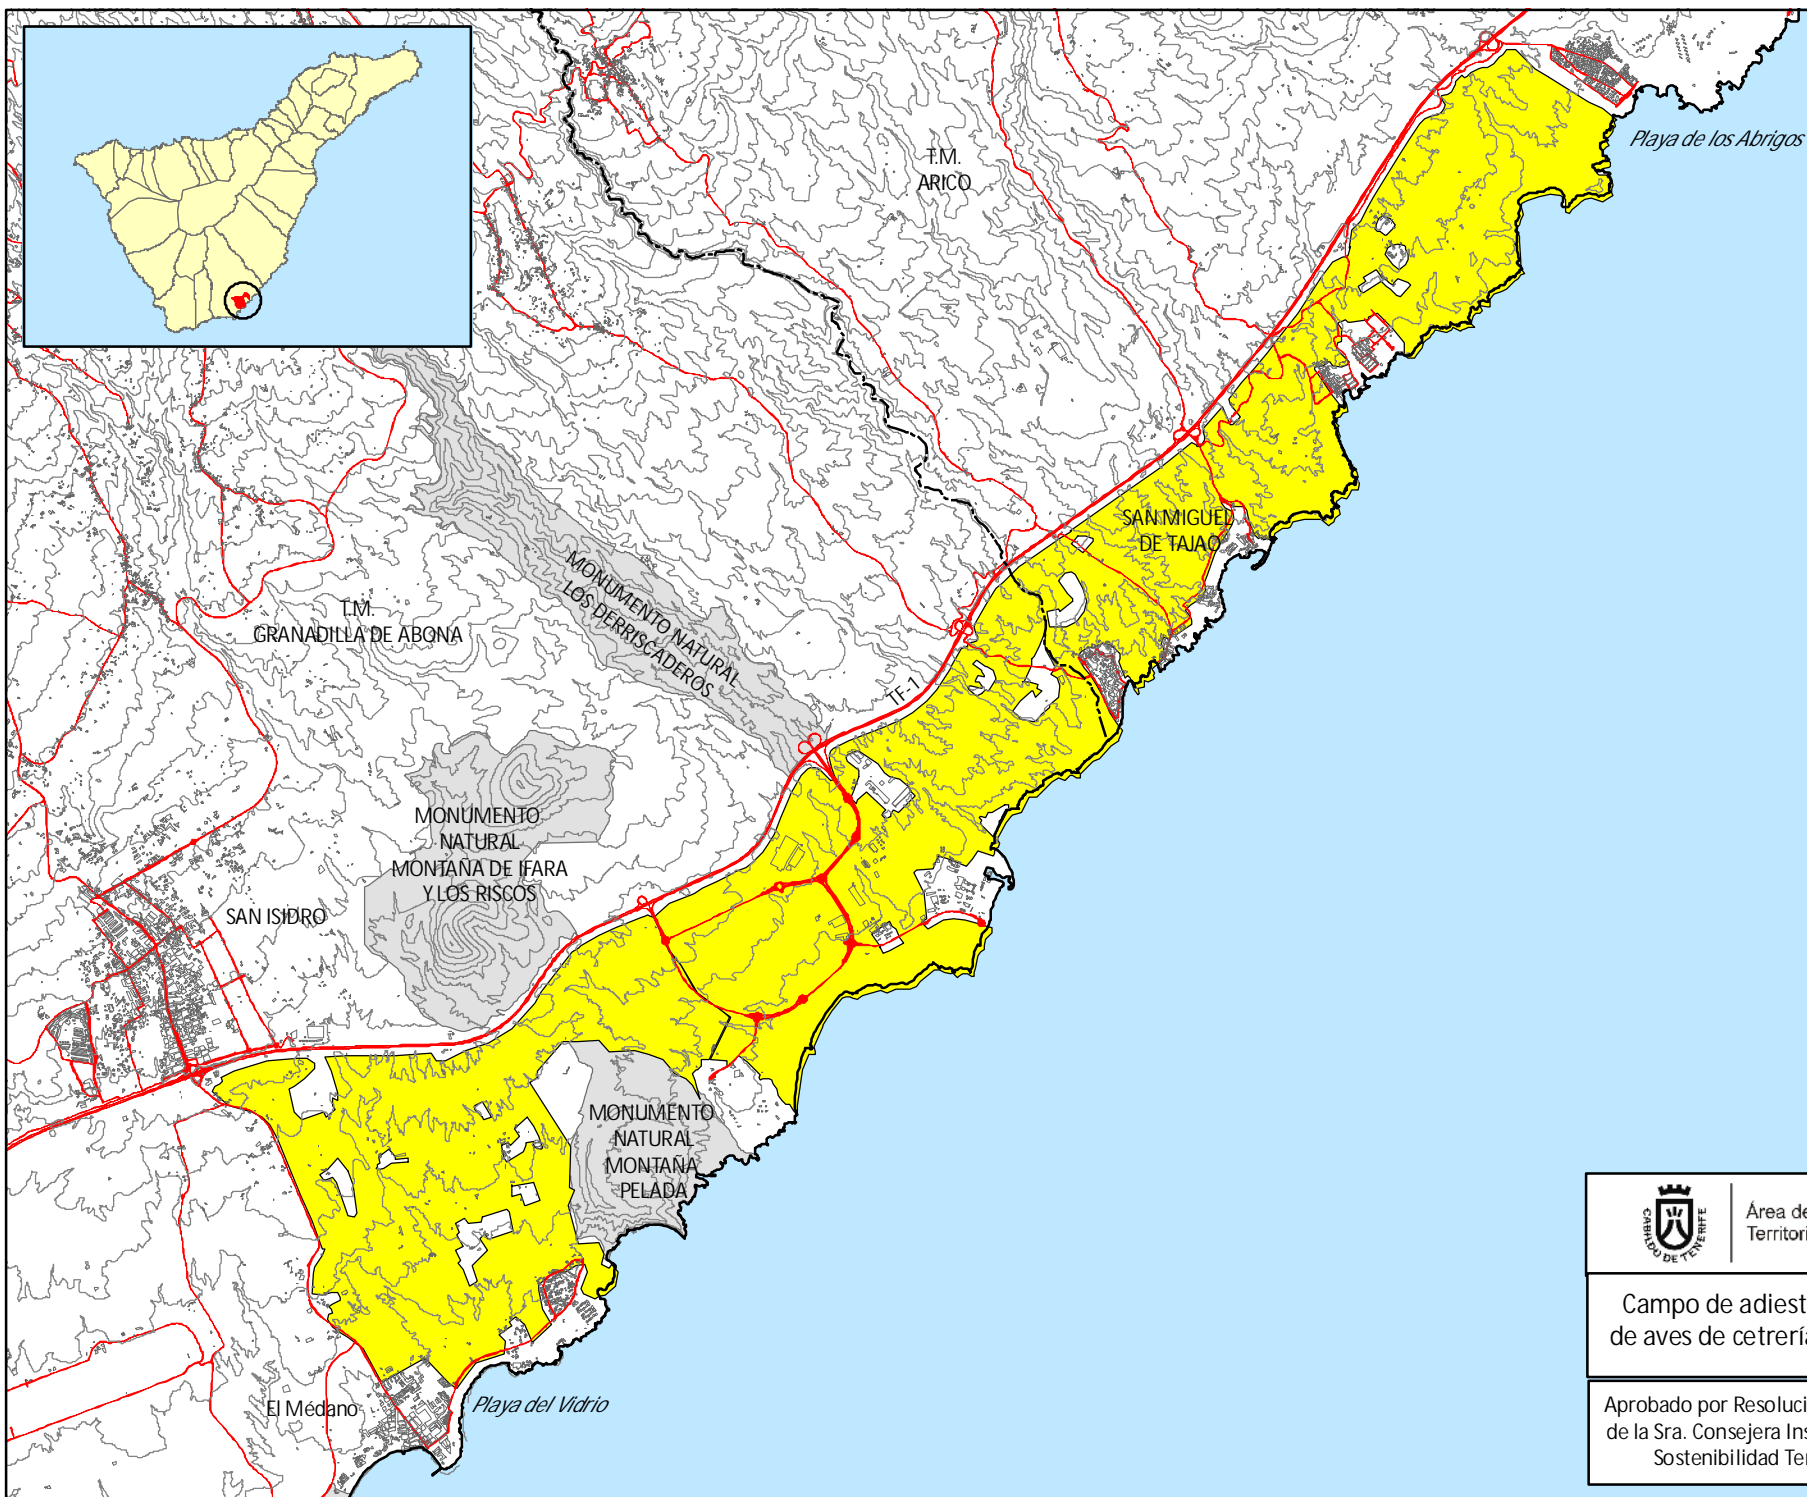 Playa de los Abrigos
T.M.
ARICO
SAN MIGUEL
DE TAJAO
MONUMENTO NATURAL
LOS DERRISCADEROS
T.M.
GRANADILLA DE ABONA
TF-1
MONUMENTO
NATURAL
MONTAÑA DE IFARA
Y LOS RISCOS
SAN ISIDRO
MONUMENTO
NATURAL
MONTAÑA
PELADA
El Médano
Playa del Vidrio
CABILDO DE TENERIFE
Área de
Territori
Campo de adiest
de aves de cetrería
Aprobado por Resoluci
de la Sra. Consejera Ins
Sostenibilidad Ter